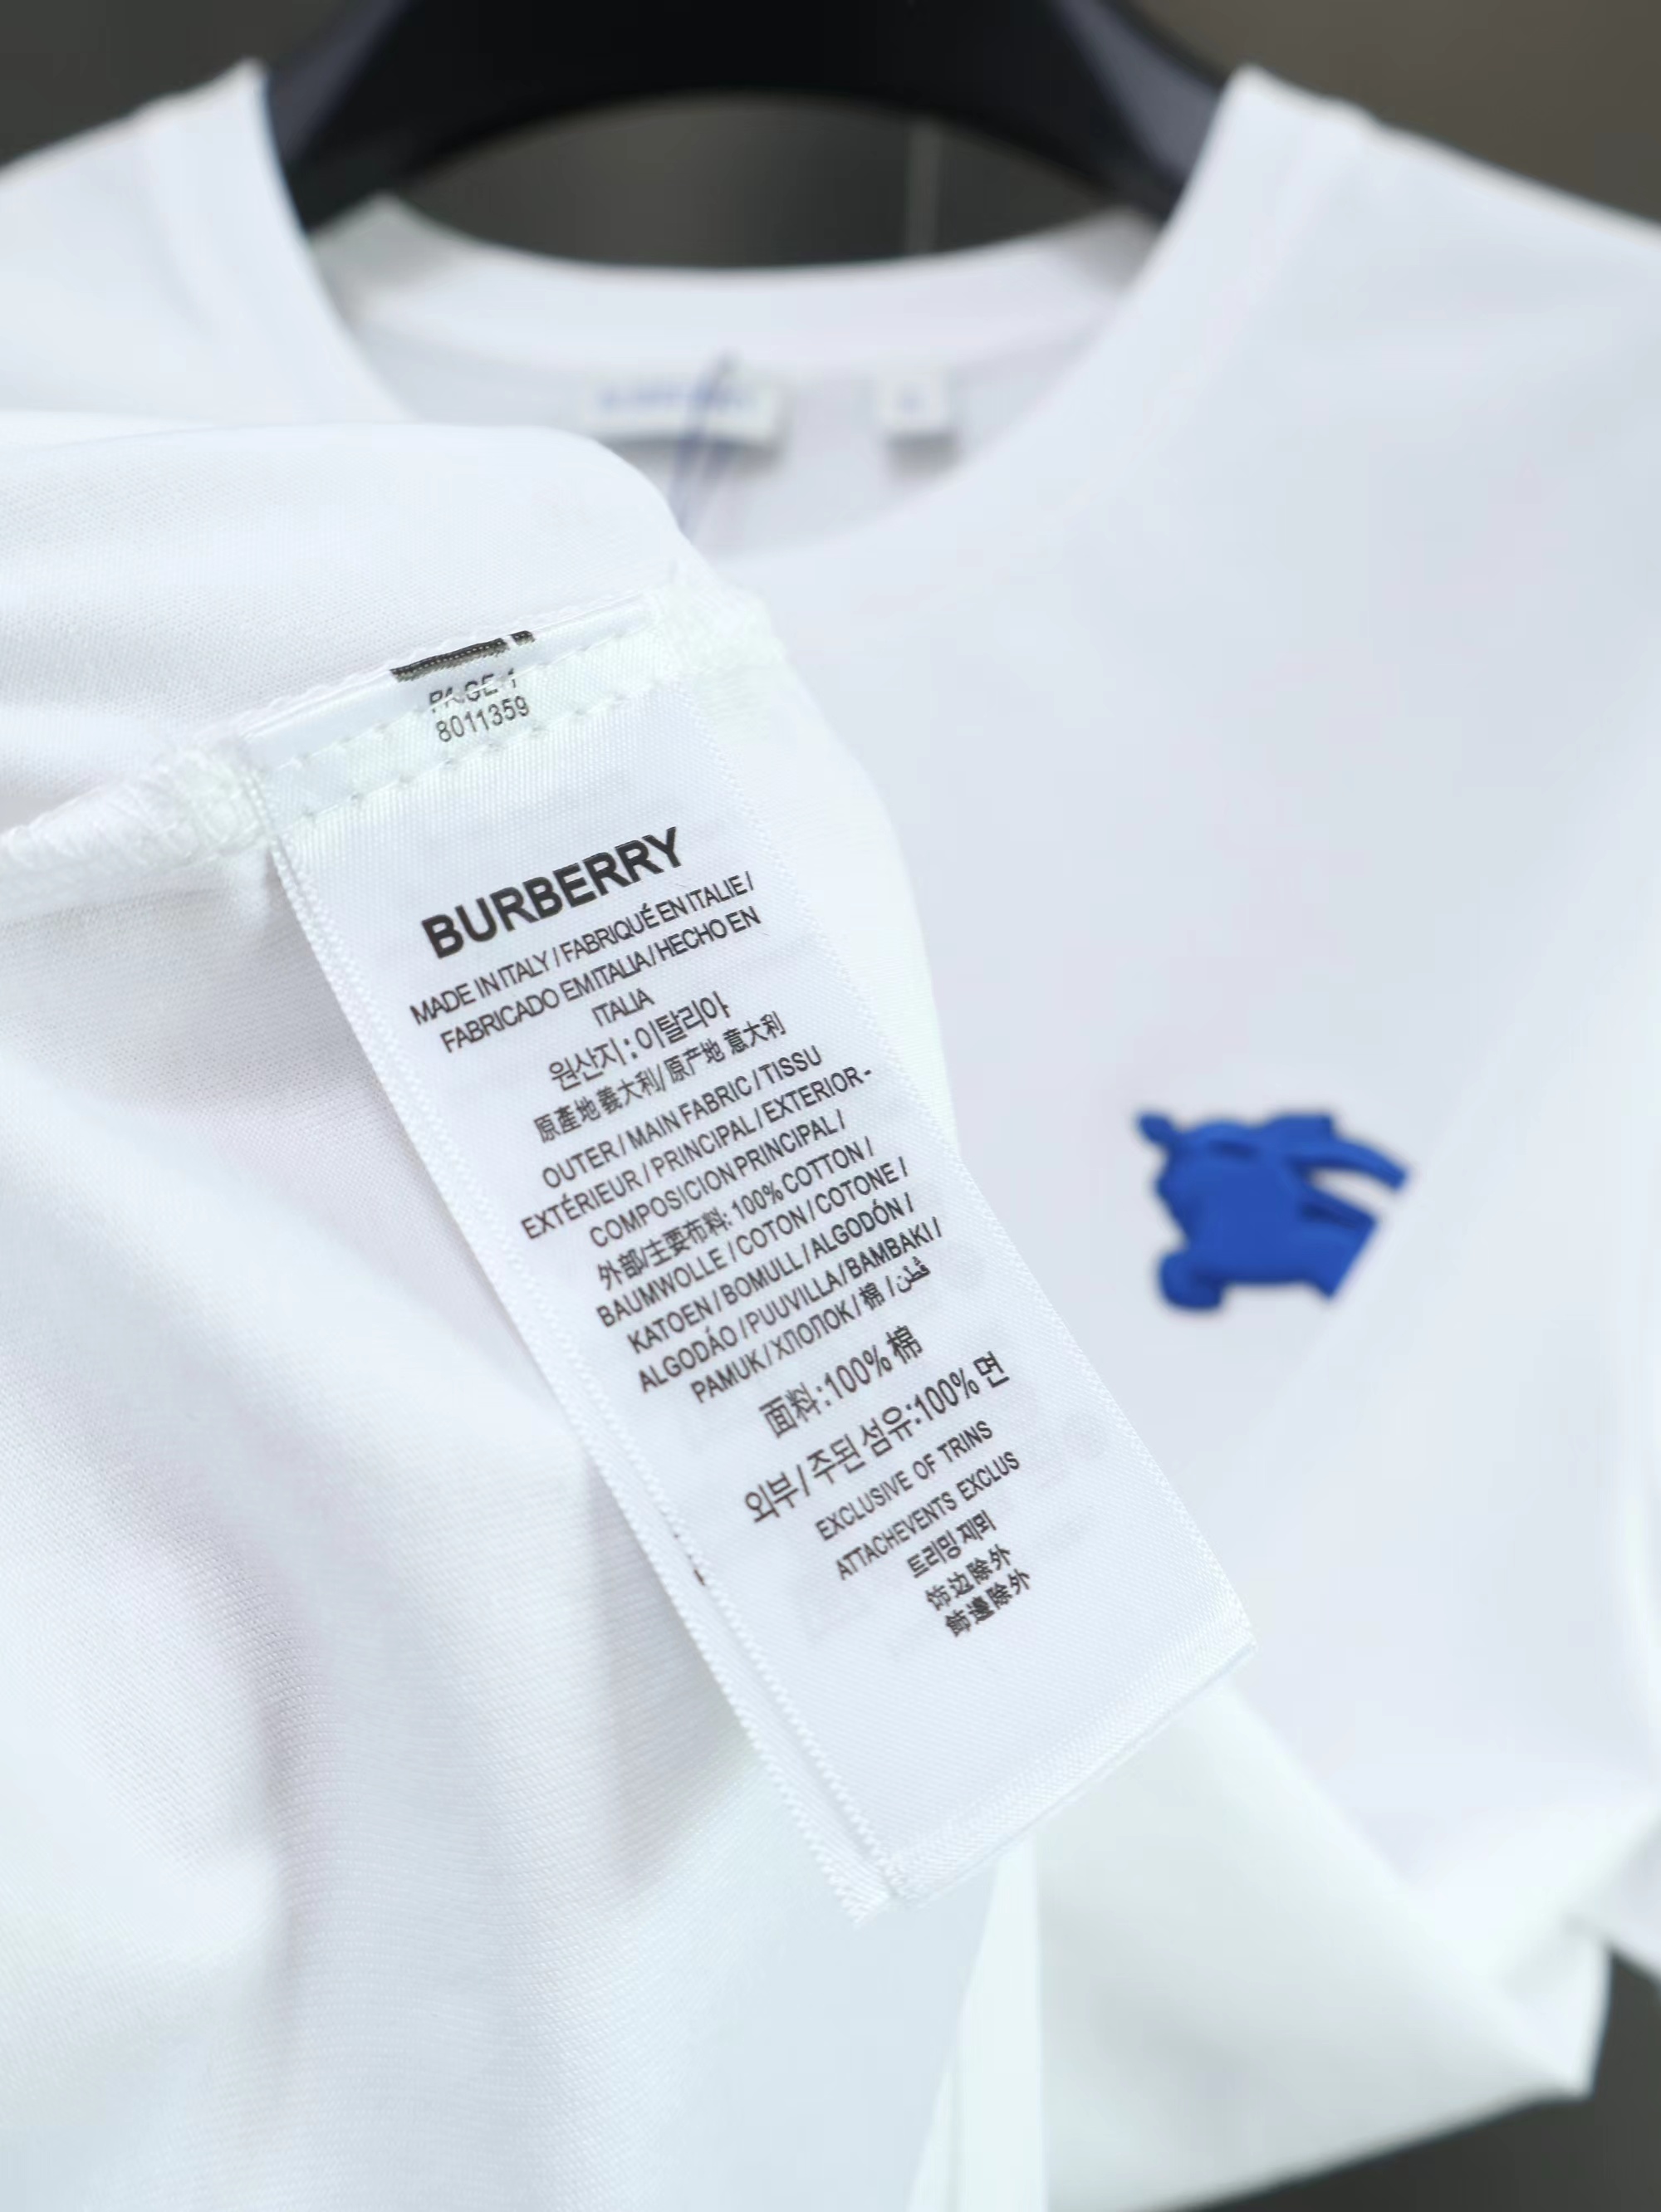 PAGE 1
8011359
BURBERRY
MADE IN ITALY / FABRIQUÉ EN ITALIE /
FABRICADO EM ITALIA / HECHO EN
ITALIA
원산지 : 이탈리아
原產地 義大利/ 原产地 意大利
OUTER / MAIN FABRIC / TISSU
EXTÉRIEUR / PRINCIPAL / EXTERIOR -
COMPOSICION PRINCIPAL /
外部/主要布料: 100% COTTON /
BAUMWOLLE / COTON / COTONE /
KATOEN / BOMULL / ALGODÓN /
ALGODÁO / PUUVILLA / BAMBAKI /
PAMUK / ХЛОПОК / 棉 / قطن
面料:100% 棉
외부 / 주된 섬유:100% 면
EXCLUSIVE OF TRINS
ATTACHEVENTS EXCLUS
트리밍 제외
饰边除外
飾邊除外